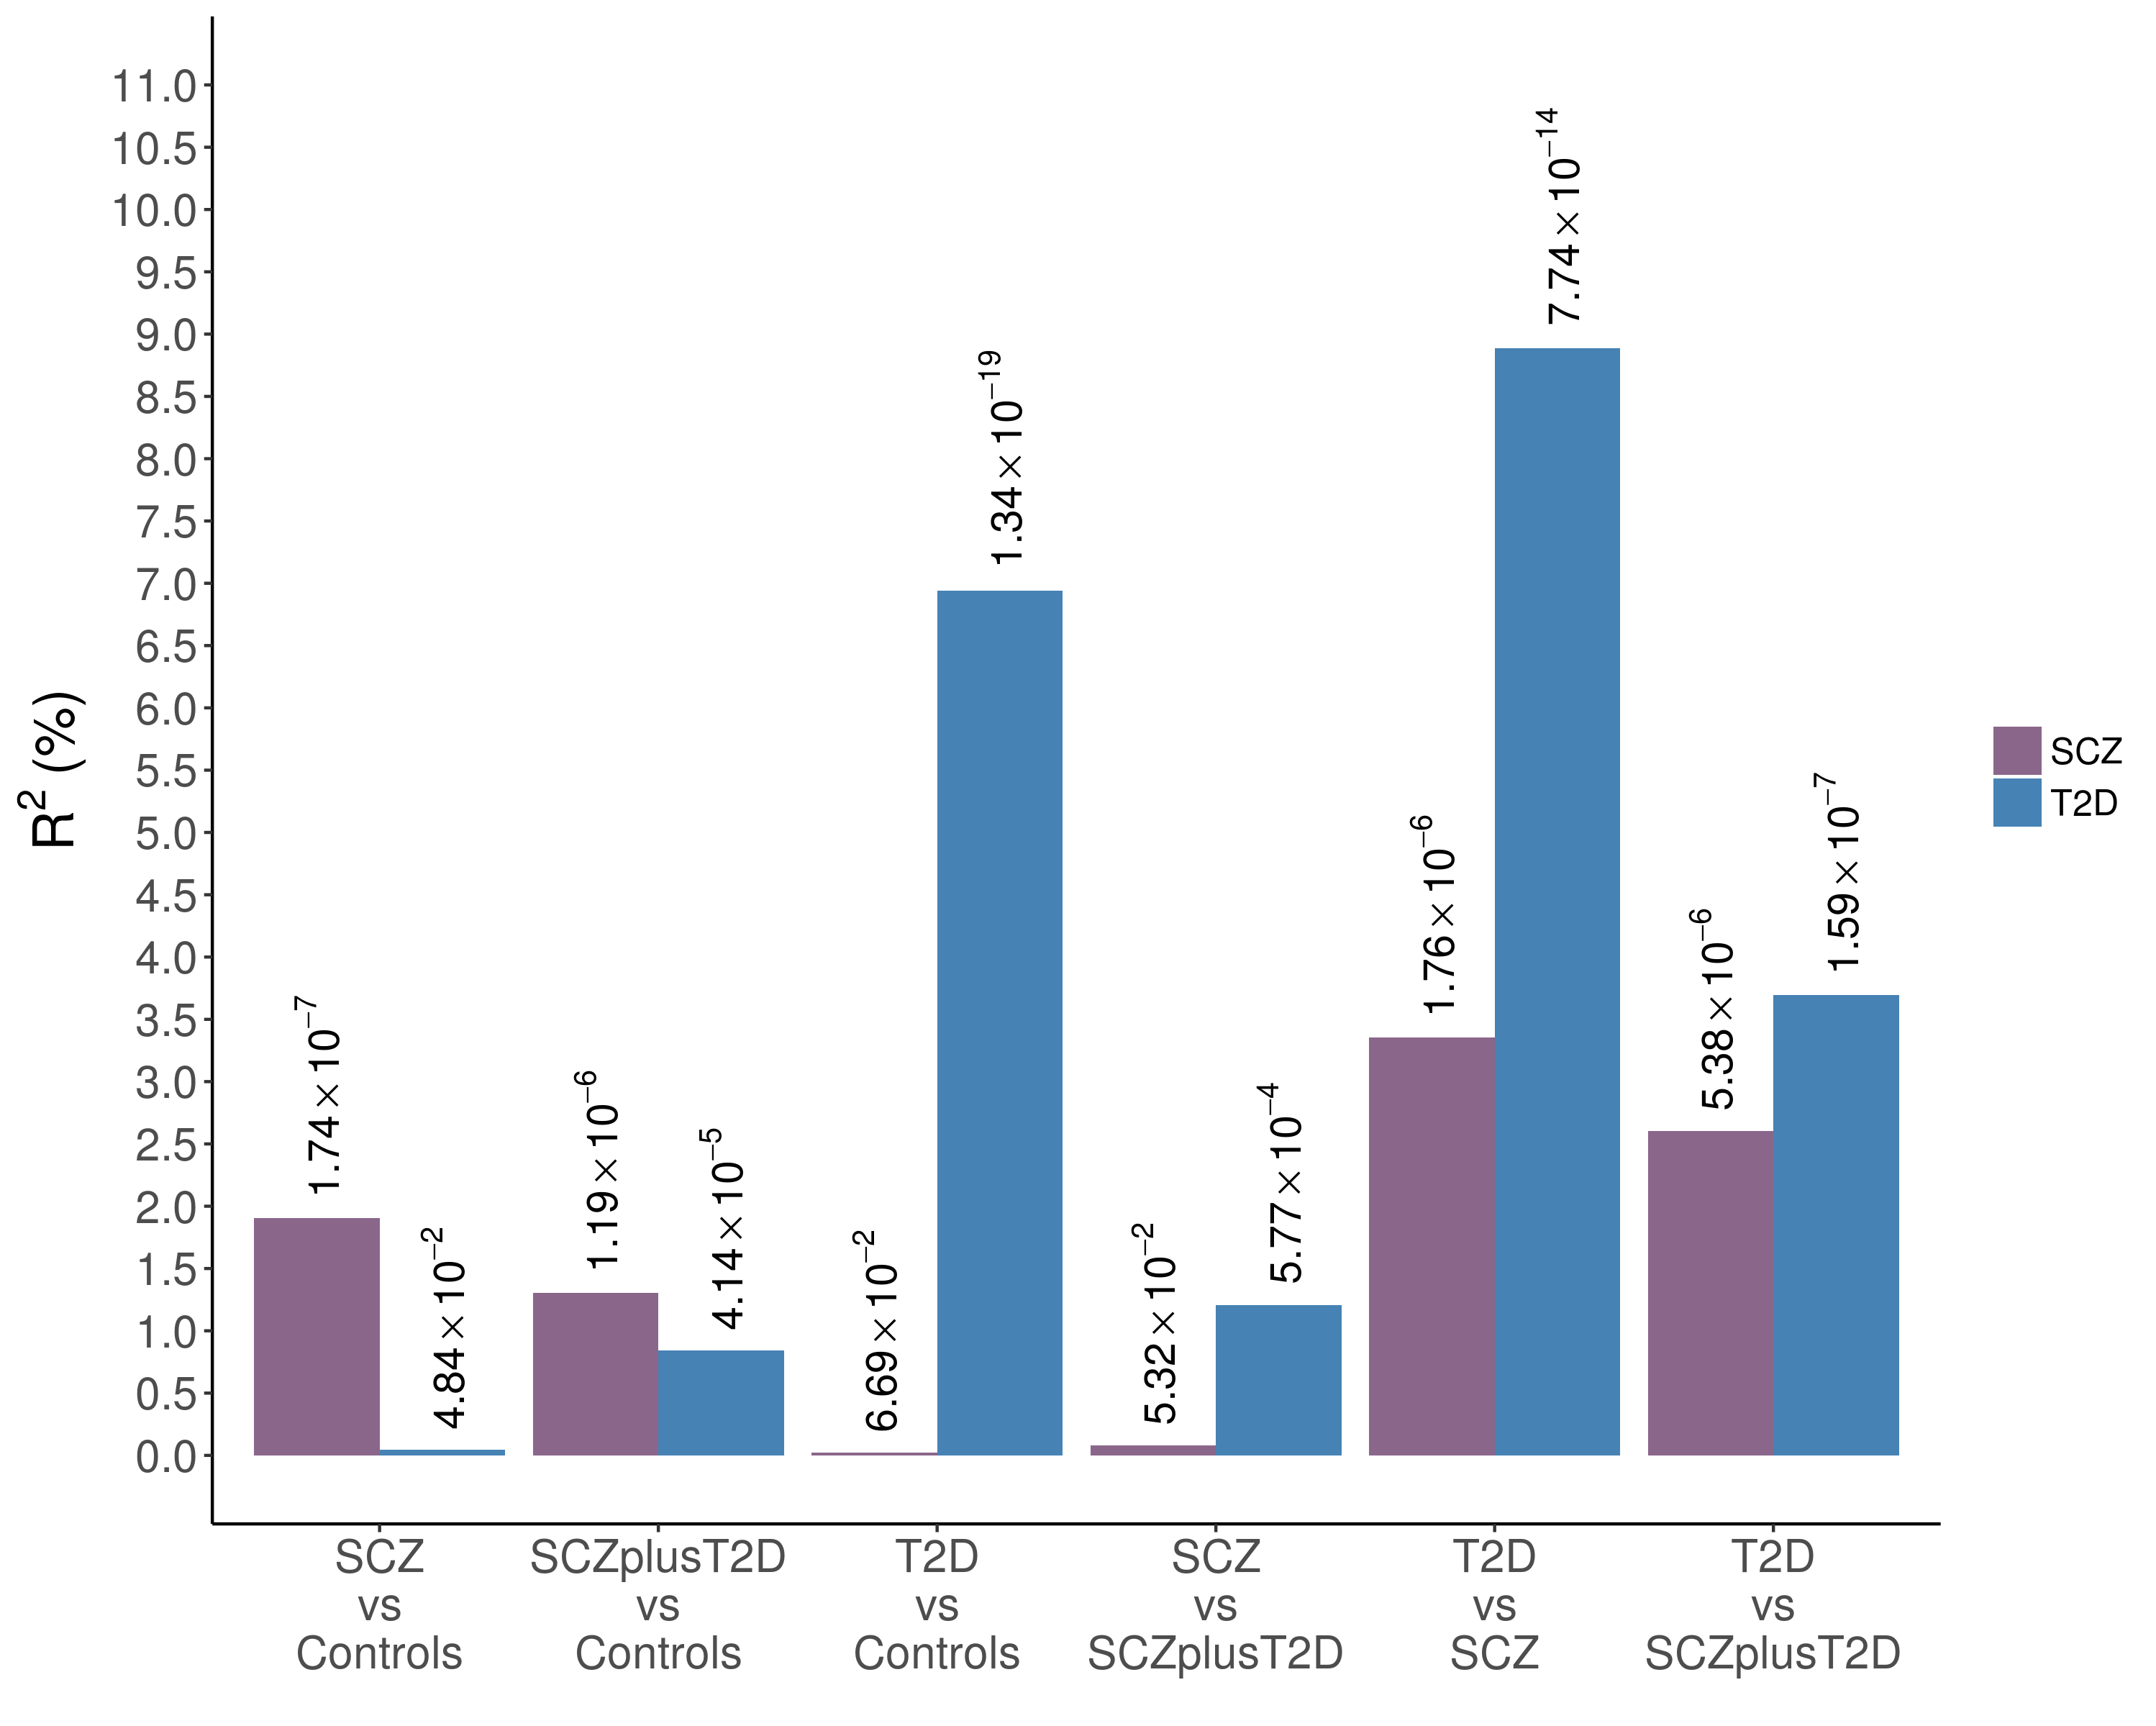 R² (%)
11.0
10.5
10.0
9.5
9.0
8.5
8.0
7.5
7.0
6.5
6.0
5.5
5.0
4.5
4.0
3.5
3.0
2.5
2.0
1.5
1.0
0.5
0.0
1.74×10⁻⁷
4.84×10⁻²
1.19×10⁻⁶
4.14×10⁻⁵
6.69×10⁻²
1.34×10⁻¹⁹
5.32×10⁻²
5.77×10⁻⁴
1.76×10⁻⁶
7.74×10⁻¹⁴
5.38×10⁻⁶
1.59×10⁻⁷
SCZ
vs
Controls
SCZplusT2D
vs
Controls
T2D
vs
Controls
SCZ
vs
SCZplusT2D
T2D
vs
SCZ
T2D
vs
SCZplusT2D
SCZ
T2D